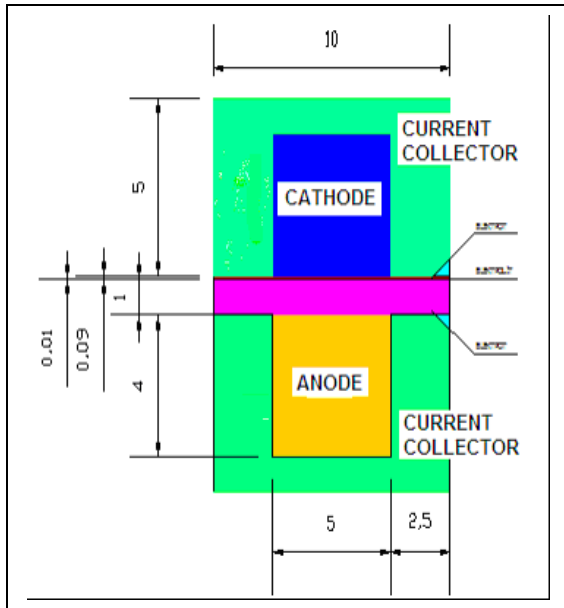 10
CURRENT
COLLECTOR
5
CATHODE
1
0.01
0.09
4
ANODE
CURRENT
COLLECTOR
5
2,5